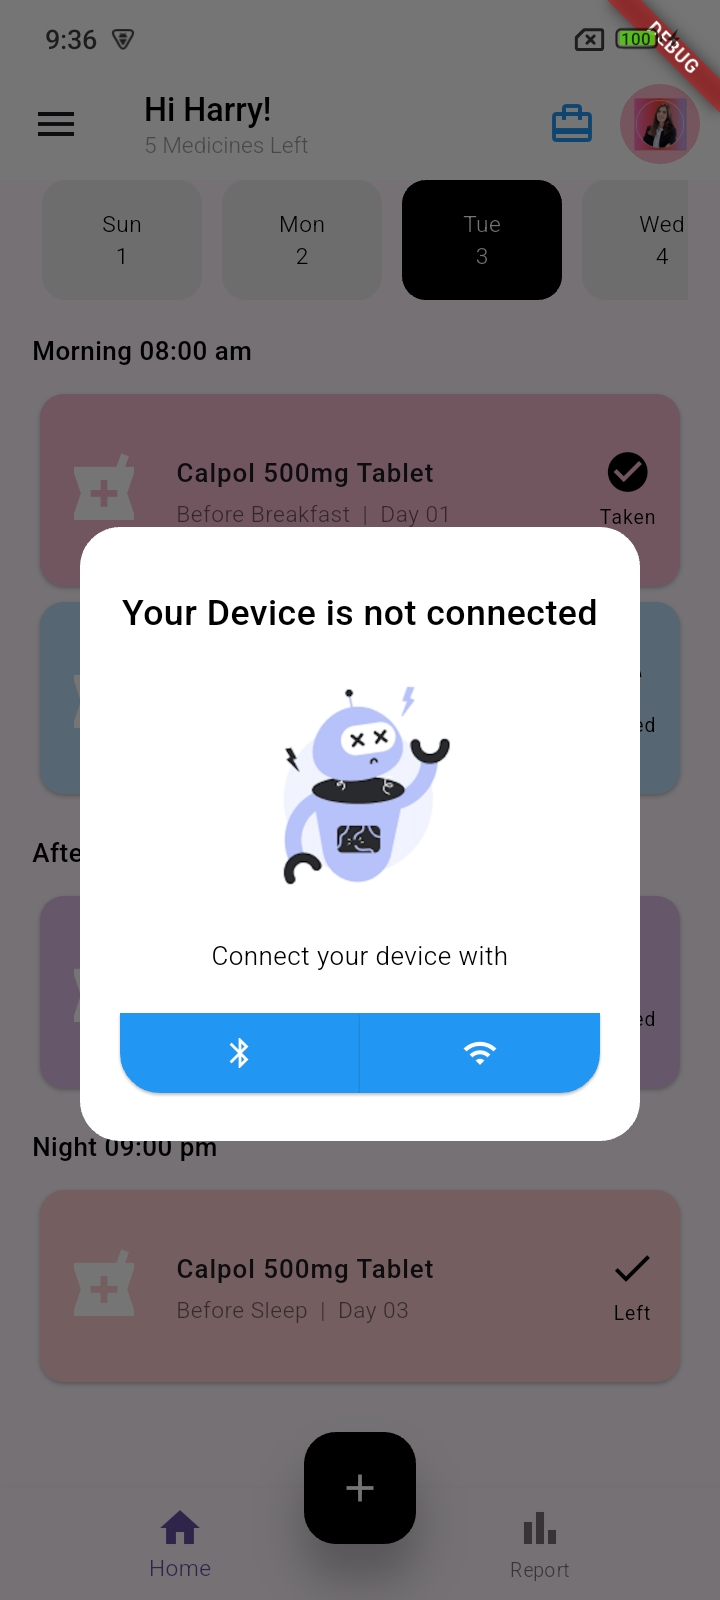 9:36
100
DEBUG
Hi Harry!
5 Medicines Left
Sun
1
Mon
2
Tue
3
Wed
4
Morning 08:00 am
Calpol 500mg Tablet
Before Breakfast | Day 01
Taken
ed
Afte
Your Device is not connected
Connect your device with
ed
Night 09:00 pm
Calpol 500mg Tablet
Before Sleep | Day 03
Left
Home
Report